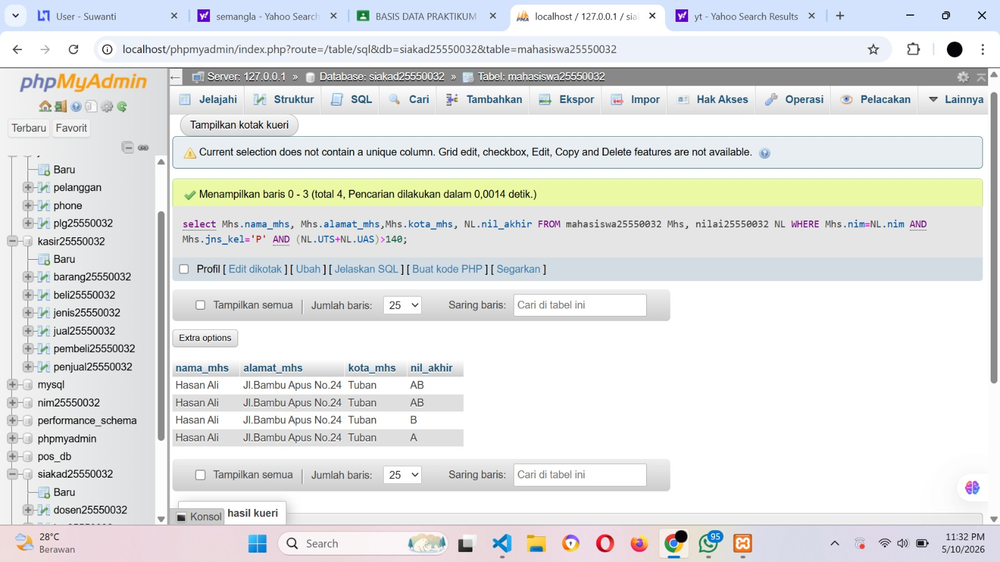 User - Suwanti
semangla - Yahoo Search
BASIS DATA PRAKTIKUM
localhost / 127.0.0.1 / sia
yt - Yahoo Search Results
localhost/phpmyadmin/index.php?route=/table/sql&db=siakad25550032&table=mahasiswa25550032
phpMyAdmin
Terbaru Favorit
Baru
pelanggan
phone
plg25550032
kasir25550032
Baru
barang25550032
beli25550032
jenis25550032
jual25550032
pembeli25550032
penjual25550032
mysql
nim25550032
performance_schema
phpmyadmin
pos_db
siakad25550032
Baru
dosen25550032
Server: 127.0.0.1 » Database: siakad25550032 » Tabel: mahasiswa25550032
Jelajahi Struktur SQL Cari Tambahkan Ekspor Impor Hak Akses Operasi Pelacakan Lainnya
Tampilkan kotak kueri
Current selection does not contain a unique column. Grid edit, checkbox, Edit, Copy and Delete features are not available.
Menampilkan baris 0 - 3 (total 4, Pencarian dilakukan dalam 0,0014 detik.)
select Mhs.nama_mhs, Mhs.alamat_mhs,Mhs.kota_mhs, NL.nil_akhir FROM mahasiswa25550032 Mhs, nilai25550032 NL WHERE Mhs.nim=NL.nim AND
Mhs.jns_kel='P' AND (NL.UTS+NL.UAS)>140;
Profil [ Edit dikotak ] [ Ubah ] [ Jelaskan SQL ] [ Buat kode PHP ] [ Segarkan ]
Tampilkan semua Jumlah baris: 25 Saring baris: Cari di tabel ini
Extra options
nama_mhs alamat_mhs kota_mhs nil_akhir
Hasan Ali Jl.Bambu Apus No.24 Tuban AB
Hasan Ali Jl.Bambu Apus No.24 Tuban AB
Hasan Ali Jl.Bambu Apus No.24 Tuban B
Hasan Ali Jl.Bambu Apus No.24 Tuban A
Tampilkan semua Jumlah baris: 25 Saring baris: Cari di tabel ini
Konsol hasil kueri
28°C
Berawan
Search
95
11:32 PM
5/10/2026